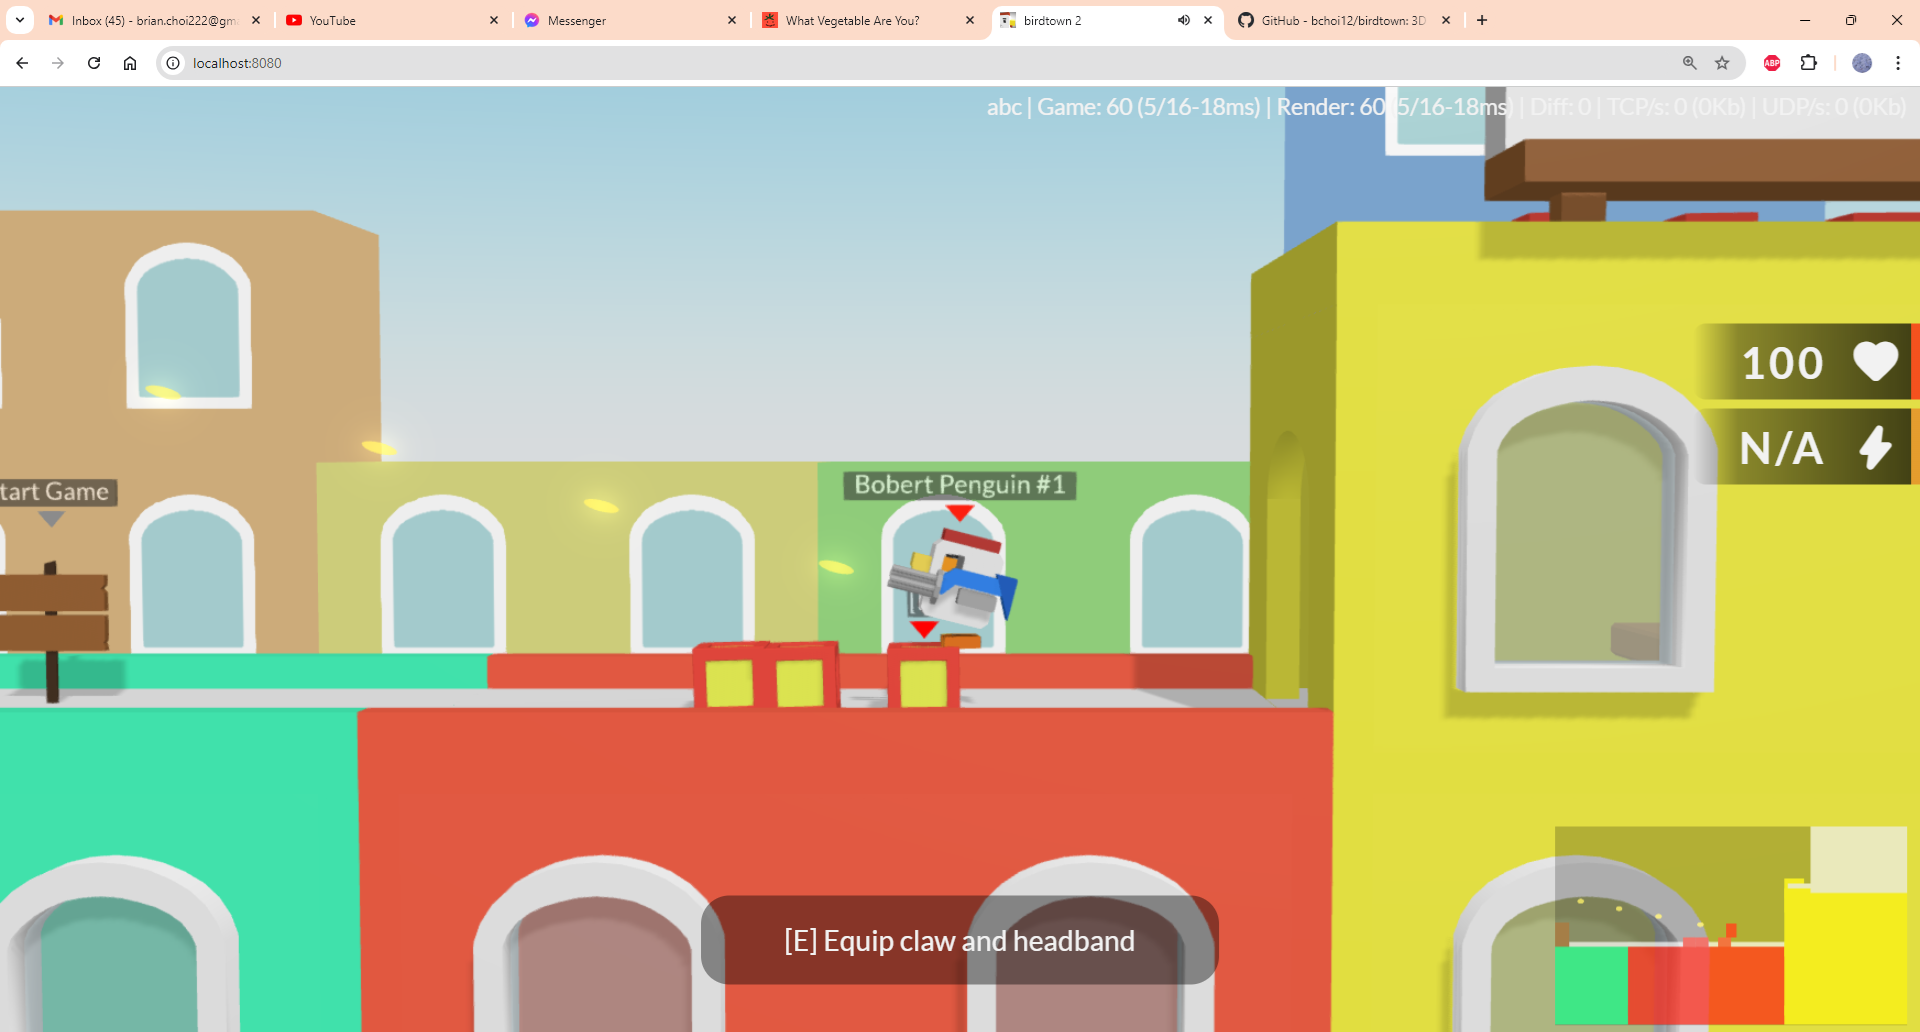 Inbox (45) - brian.choi222@gm
YouTube
Messenger
What Vegetable Are You?
birdtown 2
GitHub - bchoi12/birdtown: 3D
localhost:8080
ABP
abc | Game: 60 (5/16-18ms) | Render: 60 (5/16-18ms) | Diff: 0 | TCP/s: 0 (0Kb) | UDP/s: 0 (0Kb)
100
N/A
tart Game
Bobert Penguin #1
[E] Equip claw and headband